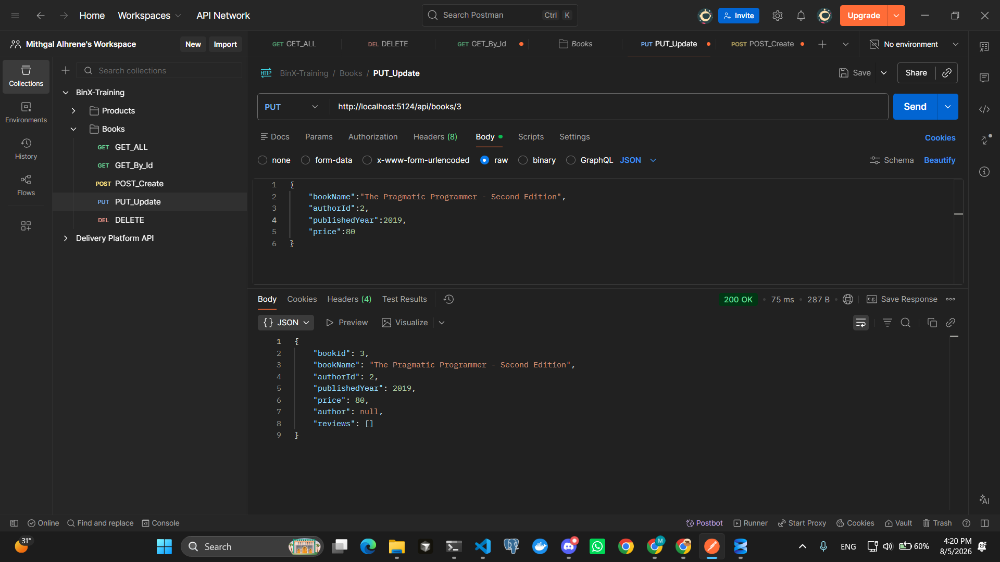 Home
Workspaces
API Network
Search Postman
Ctrl K
Invite
Upgrade
Mithgal Alhrene's Workspace
New
Import
GET GET_ALL
DEL DELETE
GET GET_By_Id
Books
PUT PUT_Update
POST POST_Create
No environment
Collections
Environments
History
Flows
Search collections
BinX-Training
Products
Books
GET GET_ALL
GET GET_By_Id
POST POST_Create
PUT PUT_Update
DEL DELETE
Delivery Platform API
HTTP BinX-Training / Books / PUT_Update
Save
Share
PUT
http://localhost:5124/api/books/3
Send
Docs Params Authorization Headers (8) Body Scripts Settings
Cookies
none form-data x-www-form-urlencoded raw binary GraphQL JSON
Schema Beautify
1 {
2 "bookName":"The Pragmatic Programmer - Second Edition",
3 "authorId":2,
4 "publishedYear":2019,
5 "price":80
6 }
Body Cookies Headers (4) Test Results
200 OK • 75 ms • 287 B
e.g. Save Response
{} JSON Preview Visualize
1 {
2 "bookId": 3,
3 "bookName": "The Pragmatic Programmer - Second Edition",
4 "authorId": 2,
5 "publishedYear": 2019,
6 "price": 80,
7 "author": null,
8 "reviews": []
9 }
AI
Online
Find and replace
Console
Postbot
Runner
Start Proxy
Cookies
Vault
Trash
31°
Search
M
ENG
60%
4:20 PM
8/5/2026